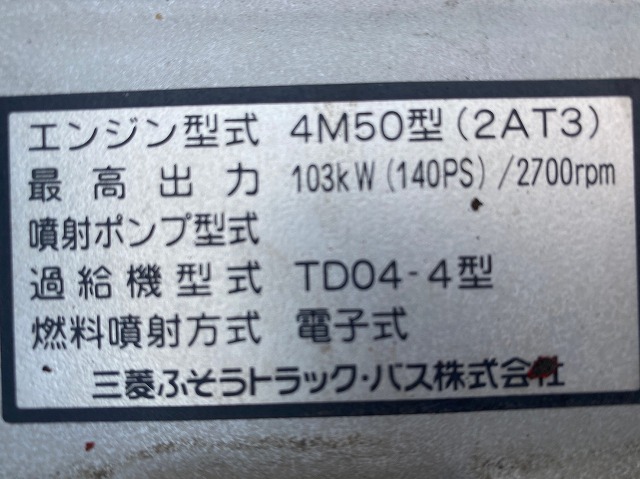 エンジン型式 4M50型(2AT3)
最高出力 103kW(140PS)/2700rpm
噴射ポンプ型式
過給機型式 TD04-4型
燃料噴射方式 電子式
三菱ふそうトラック・バス株式会社